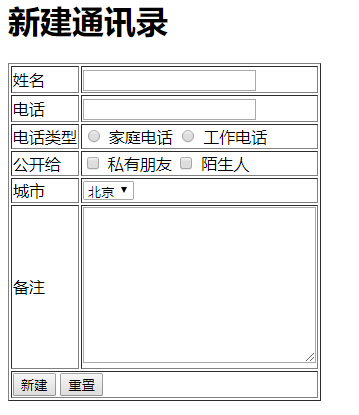 新建通讯录
姓名
电话
电话类型 家庭电话 工作电话
公开给 私有朋友 陌生人
城市 北京
备注
新建 重置